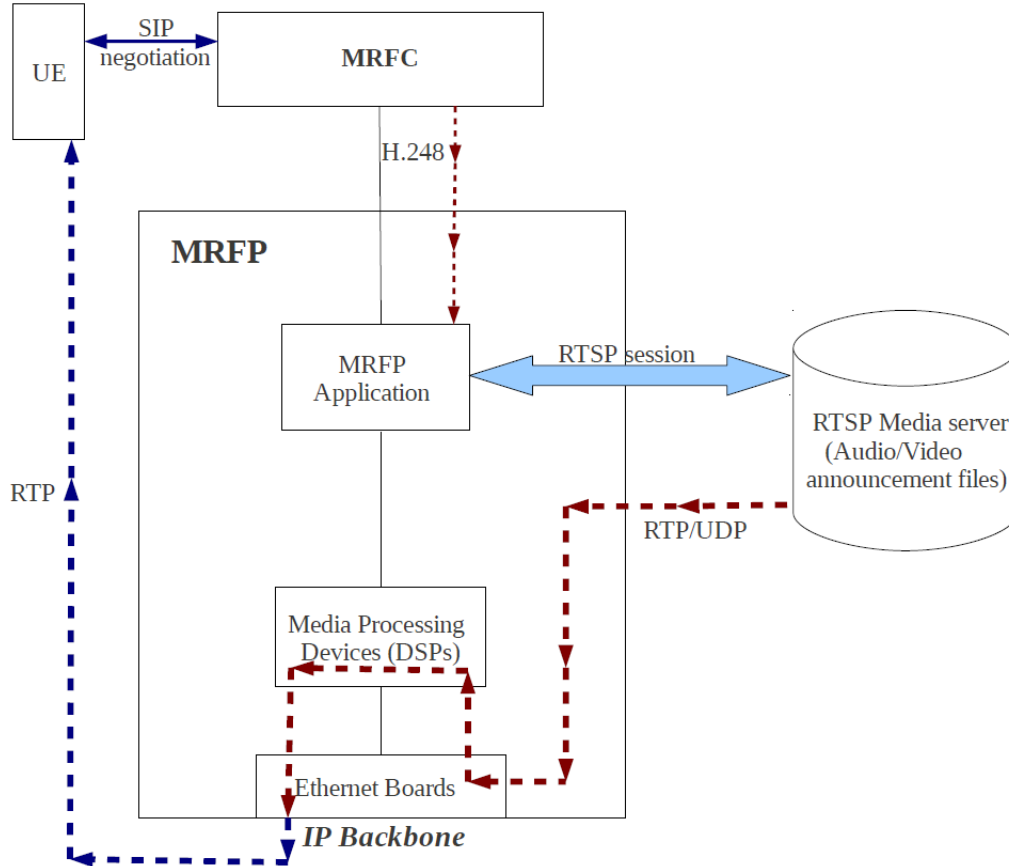 SIP
negotiation
UE
MRFC
H.248
MRFP
MRFP
Application
RTSP session
RTSP Media server
(Audio/Video
announcement files)
RTP
RTP/UDP
Media Processing
Devices (DSPs)
Ethernet Boards
IP Backbone